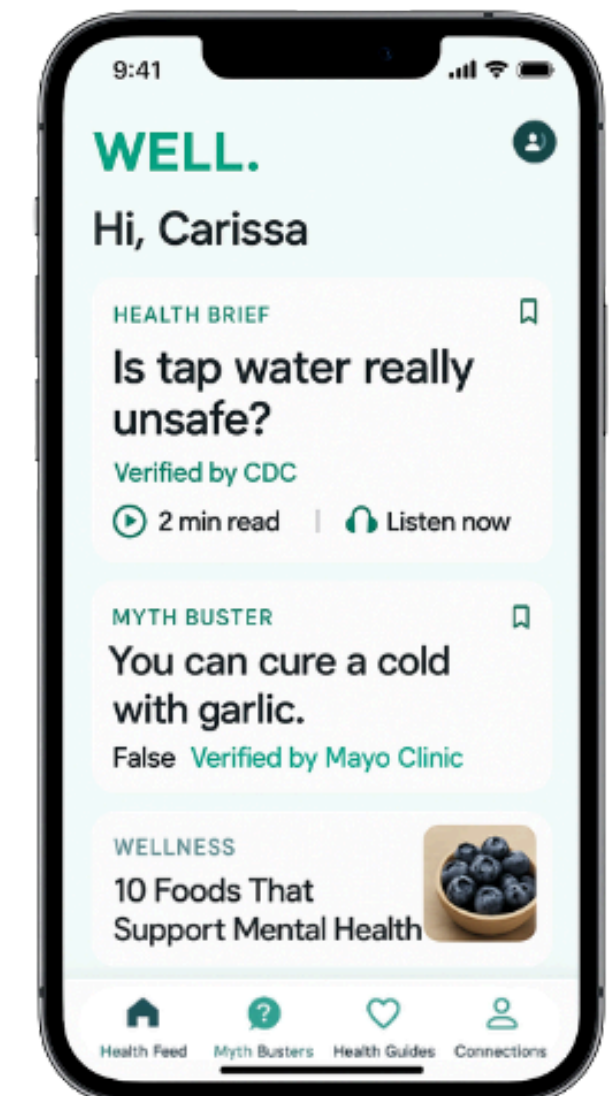 9:41
WELL.
Hi, Carissa
HEALTH BRIEF
Is tap water really
unsafe?
Verified by CDC
2 min read | Listen now
MYTH BUSTER
You can cure a cold
with garlic.
False Verified by Mayo Clinic
WELLNESS
10 Foods That
Support Mental Health
Health Feed Myth Busters Health Guides Connections